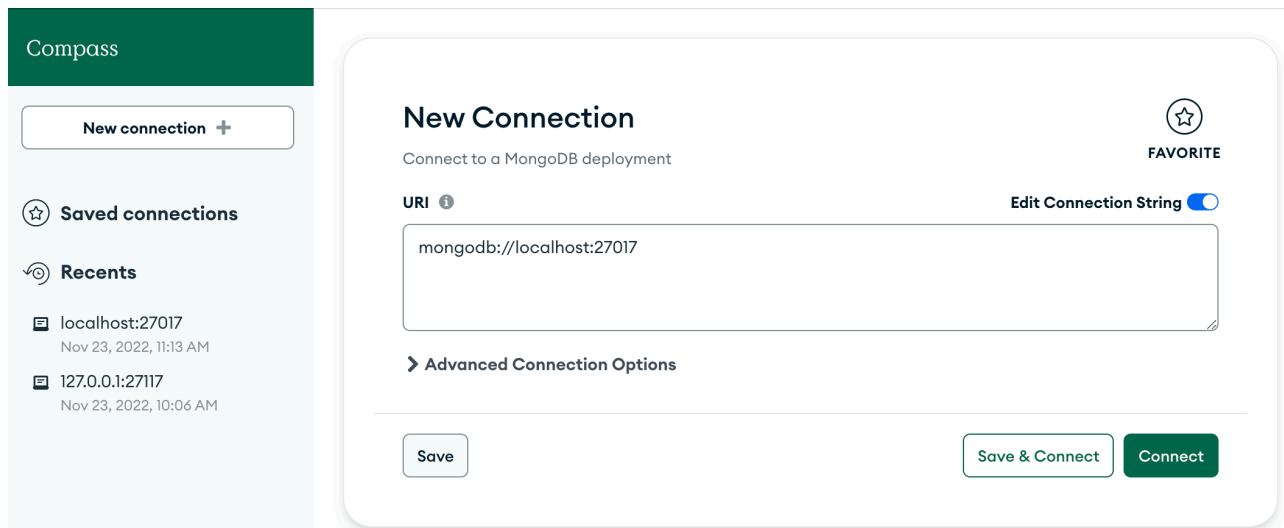 Compass
New connection
Saved connections
Recents
localhost:27017
Nov 23, 2022, 11:13 AM
127.0.0.1:27117
Nov 23, 2022, 10:06 AM
New Connection
Connect to a MongoDB deployment
FAVORITE
URI
Edit Connection String
mongodb://localhost:27017
Advanced Connection Options
Save
Save & Connect
Connect